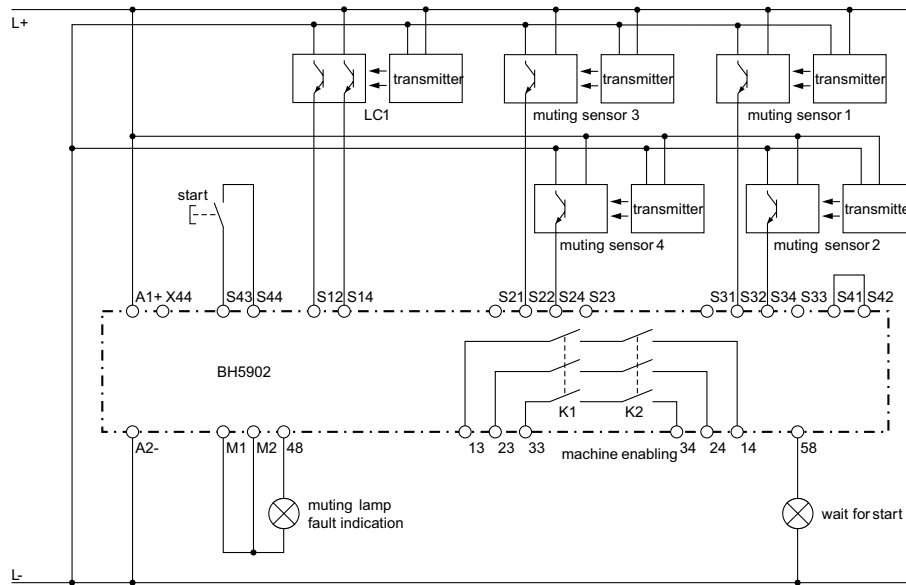 L+
transmitter
transmitter
transmitter
LC1
muting sensor 3
muting sensor 1
start
transmitter
transmitter
muting sensor 4
muting sensor 2
A1+ X44 S43 S44 S12 S14 S21 S22 S24 S23 S31 S32 S34 S33 S41 S42
BH5902
K1 K2
A2- M1 M2 48 13 23 33 machine enabling 34 24 14 58
muting lamp
fault indication
wait for start
L-